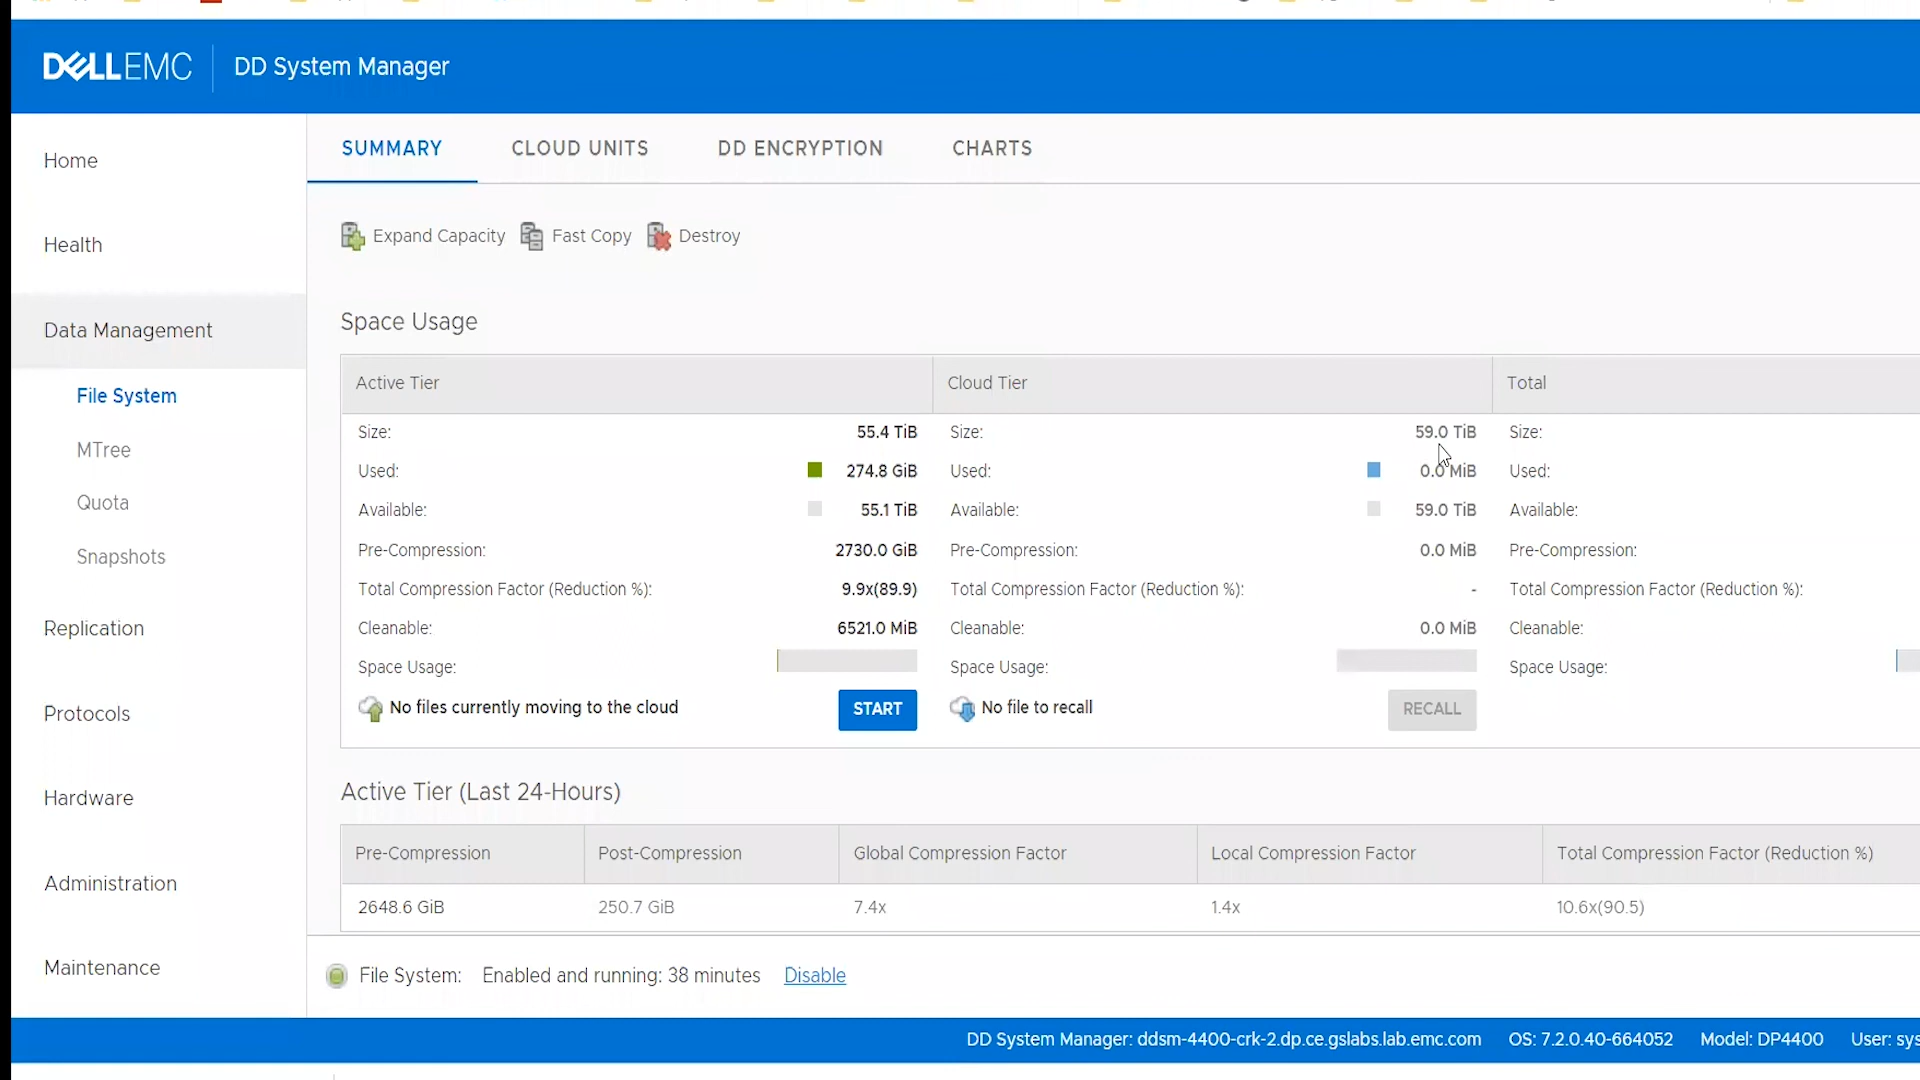 DELLEMC DD System Manager
Home
Health
Data Management
File System
MTree
Quota
Snapshots
Replication
Protocols
Hardware
Administration
Maintenance
SUMMARY CLOUD UNITS DD ENCRYPTION CHARTS
Expand Capacity Fast Copy Destroy
Space Usage
Active Tier Cloud Tier Total
Size: 55.4 TiB Size: 59.0 TiB Size:
Used: 274.8 GiB Used: 0.0 MiB Used:
Available: 55.1 TiB Available: 59.0 TiB Available:
Pre-Compression: 2730.0 GiB Pre-Compression: 0.0 MiB Pre-Compression:
Total Compression Factor (Reduction %): 9.9x(89.9) Total Compression Factor (Reduction %): - Total Compression Factor (Reduction %):
Cleanable: 6521.0 MiB Cleanable: 0.0 MiB Cleanable:
Space Usage: Space Usage: Space Usage:
No files currently moving to the cloud START No file to recall RECALL
Active Tier (Last 24-Hours)
Pre-Compression Post-Compression Global Compression Factor Local Compression Factor Total Compression Factor (Reduction %)
2648.6 GiB 250.7 GiB 7.4x 1.4x 10.6x(90.5)
File System: Enabled and running: 38 minutes Disable
DD System Manager: ddsm-4400-crk-2.dp.ce.gslabs.lab.emc.com OS: 7.2.0.40-664052 Model: DP4400 User: sys